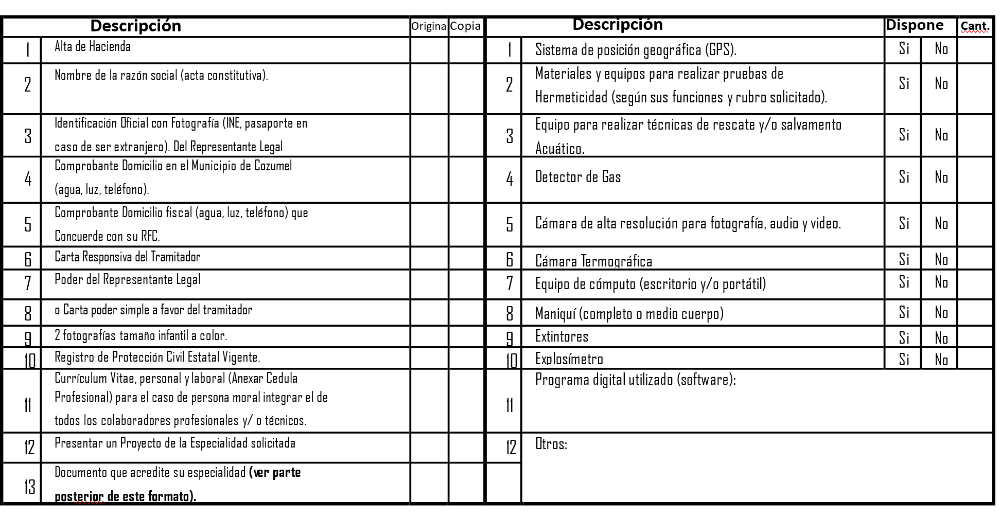 Descripción Origina Copia
1 Alta de Hacienda
2 Nombre de la razón social (acta constitutiva).
3 Identificación Oficial con Fotografía (INE, pasaporte en
caso de ser extranjero). Del Representante Legal
4 Comprobante Domicilio en el Municipio de Cozumel
(agua, luz, teléfono).
5 Comprobante Domicilio fiscal (agua, luz, teléfono) que
Concuerde con su RFC.
6 Carta Responsiva del Tramitador
7 Poder del Representante Legal
8 o Carta poder simple a favor del tramitador
9 2 fotografías tamaño infantil a color.
10 Registro de Protección Civil Estatal Vigente.
11 Currículum Vitae, personal y laboral (Anexar Cedula
Profesional) para el caso de persona moral integrar el de
todos los colaboradores profesionales y/ o técnicos.
12 Presentar un Proyecto de la Especialidad solicitada
13 Documento que acredite su especialidad (ver parte
posterior de este formato).
Descripción Dispone Cant.
1 Sistema de posición geográfica (GPS). Si No
2 Materiales y equipos para realizar pruebas de
Hermeticidad (según sus funciones y rubro solicitado). Si No
3 Equipo para realizar técnicas de rescate y/o salvamento
Acuático. Si No
4 Detector de Gas Si No
5 Cámara de alta resolución para fotografía, audio y video. Si No
6 Cámara Termográfica Si No
7 Equipo de cómputo (escritorio y/o portátil) Si No
8 Maniquí (completo o medio cuerpo) Si No
9 Extintores Si No
10 Explosímetro Si No
11 Programa digital utilizado (software):
12 Otros: